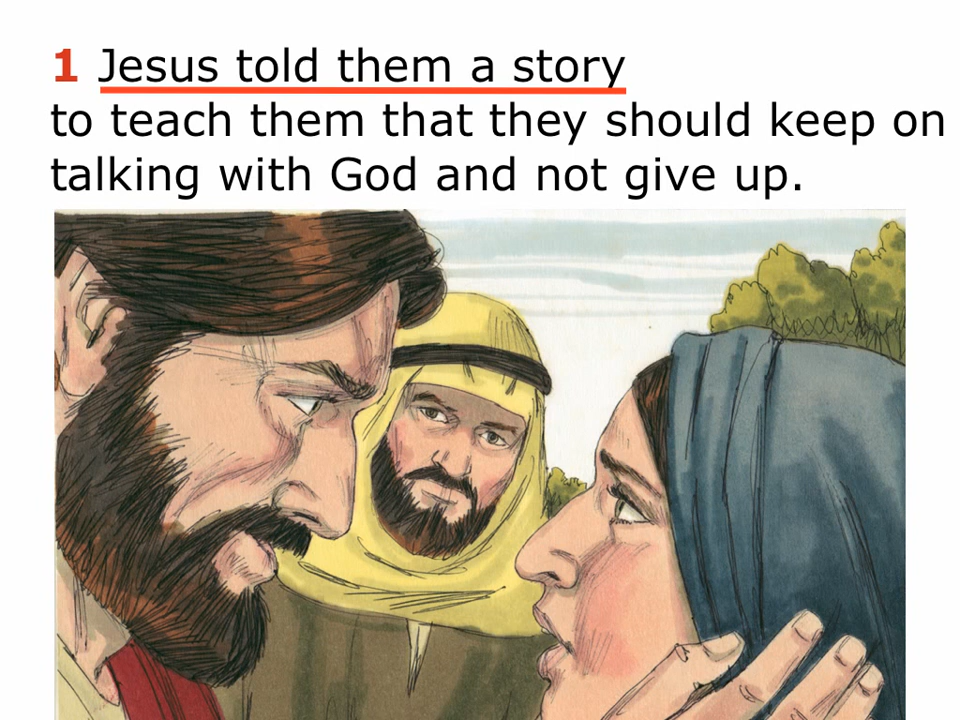 1 Jesus told them a story
to teach them that they should keep on
talking with God and not give up.